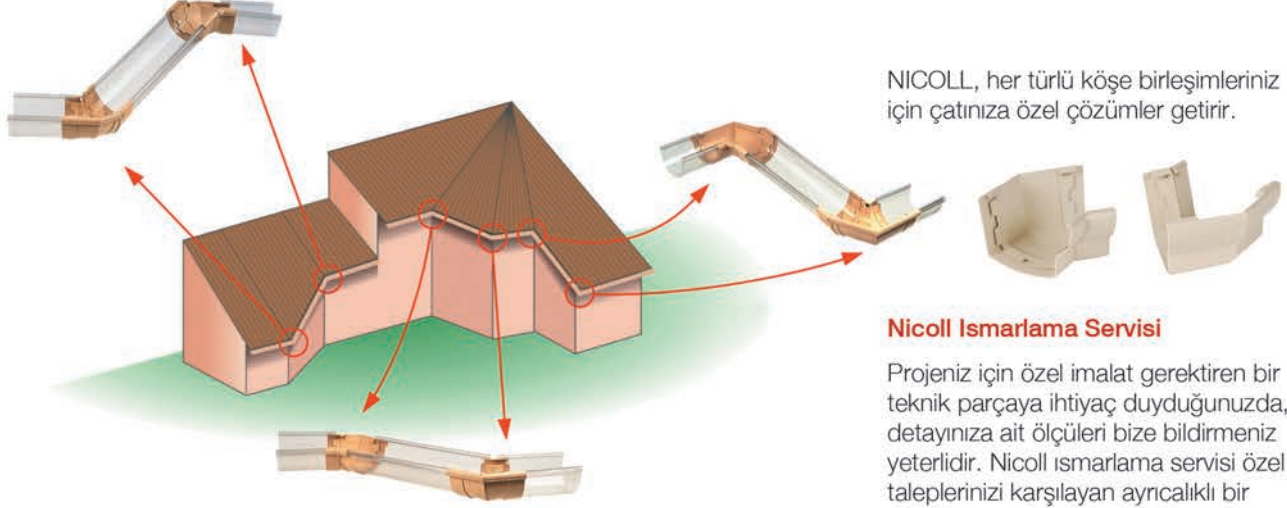 NICOLL, her türlü köşe birleşimleriniz
için çatınıza özel çözümler getirir.
Nicoll Ismarlama Servisi
Projeniz için özel imalat gerektiren bir
teknik parçaya ihtiyaç duyduğunuzda,
detayınıza ait ölçüleri bize bildirmeniz
yeterlidir. Nicoll ısmarlama servisi özel
taleplerinizi karşılayan ayrıcalıklı bir